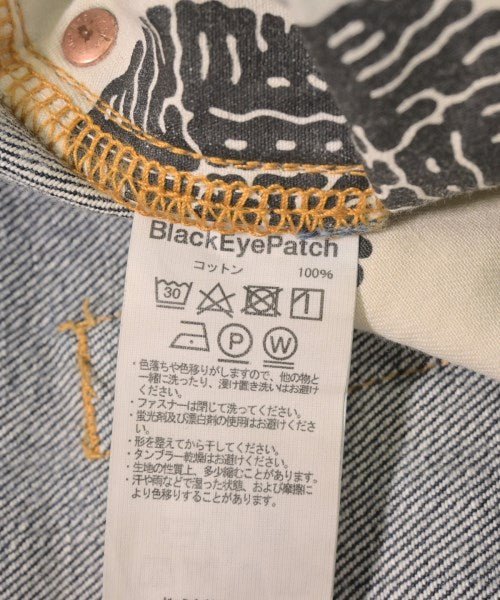 BlackEyePatch
コットン 100%
30
・色落ちや色移りがしますので、他の物と
一緒に洗ったり、浸け置き洗いはお避け
ください。
・ファスナーは閉じて洗ってください。
・蛍光剤及び漂白剤の使用はお避けくださ
い。
・形を整えてから干してください。
・タンブラー乾燥はお避けください。
・生地の性質上、多少縮むことがあります。
・汗や雨などで湿った状態、および摩擦に
より色移りすることがあります。